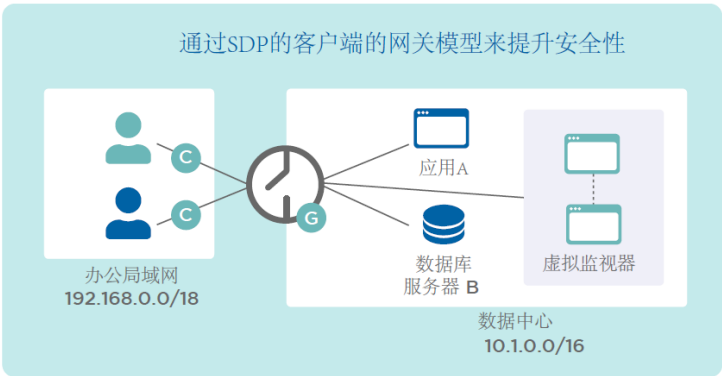 通过SDP的客户端的网关模型来提升安全性
C
C
G
应用A
数据库
服务器 B
虚拟监视器
办公局域网
192.168.0.0/18
数据中心
10.1.0.0/16